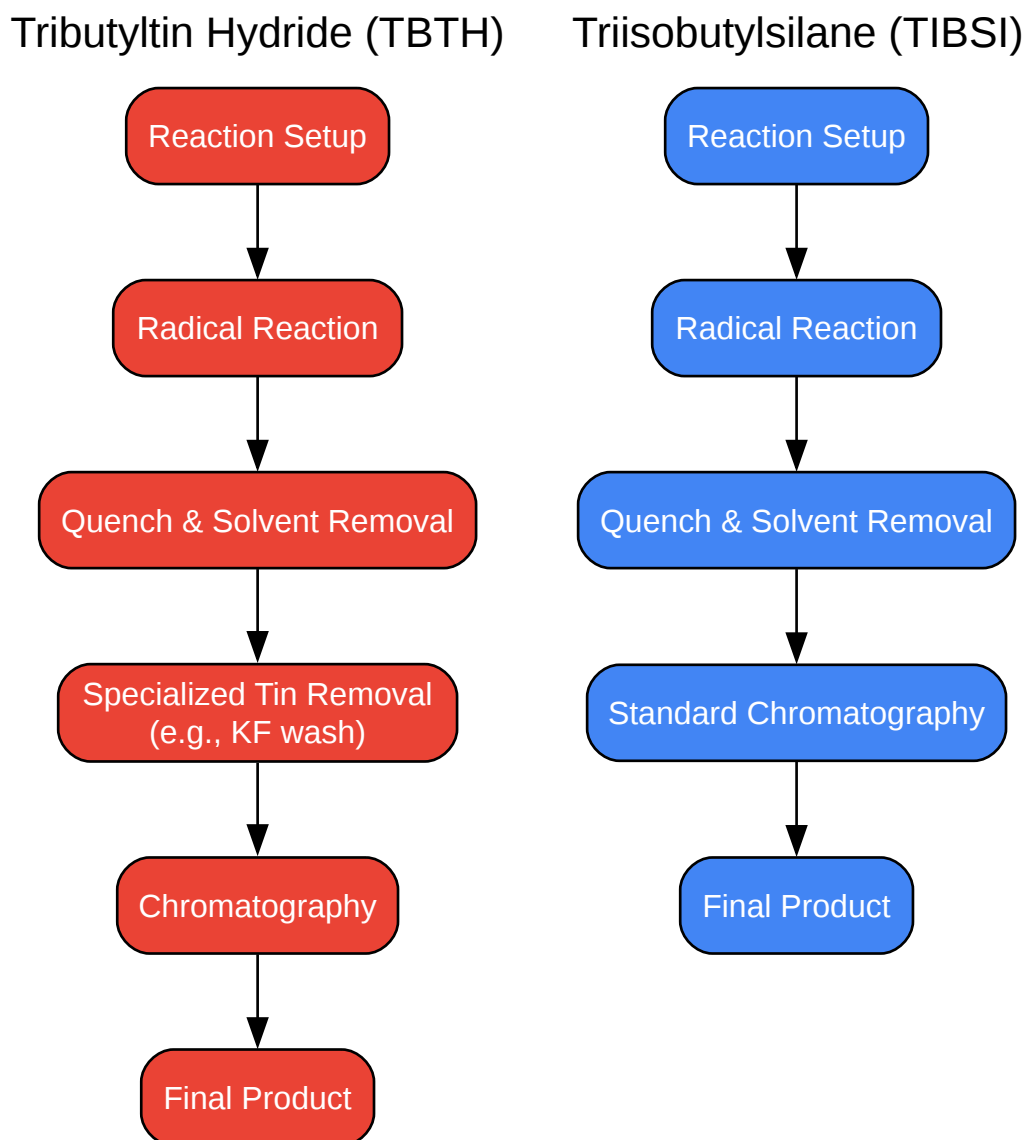 Tributyltin Hydride (TBTH)
Reaction Setup
Radical Reaction
Quench & Solvent Removal
Specialized Tin Removal
(e.g., KF wash)
Chromatography
Final Product
Triisobutylsilane (TIBSI)
Reaction Setup
Radical Reaction
Quench & Solvent Removal
Standard Chromatography
Final Product